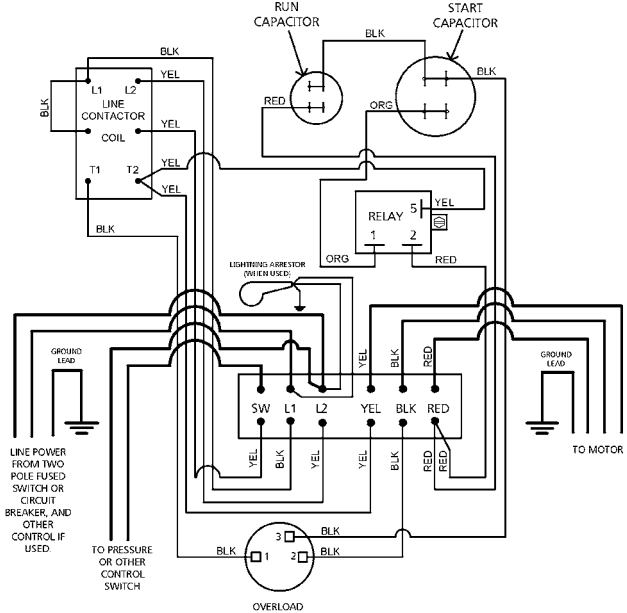 RUN
CAPACITOR
START
CAPACITOR
BLK
BLK
BLK
YEL
L1
L2
LINE
CONTACTOR
BLK
COIL
YEL
RED
ORG
T1
T2
YEL
YEL
BLK
RELAY
5
YEL
1
2
ORG
RED
LIGHTNING ARRESTOR
(WHEN USED)
GROUND
LEAD
YEL
BLK
RED
GROUND
LEAD
SW
L1
L2
YEL
BLK
RED
YEL
BLK
YEL
YEL
BLK
RED
RED
LINE POWER
FROM TWO
POLE FUSED
SWITCH OR
CIRCUIT
BREAKER, AND
OTHER
CONTROL IF
USED.
TO MOTOR
TO PRESSURE
OR OTHER
CONTROL
SWITCH
BLK
1
3
BLK
2
BLK
OVERLOAD